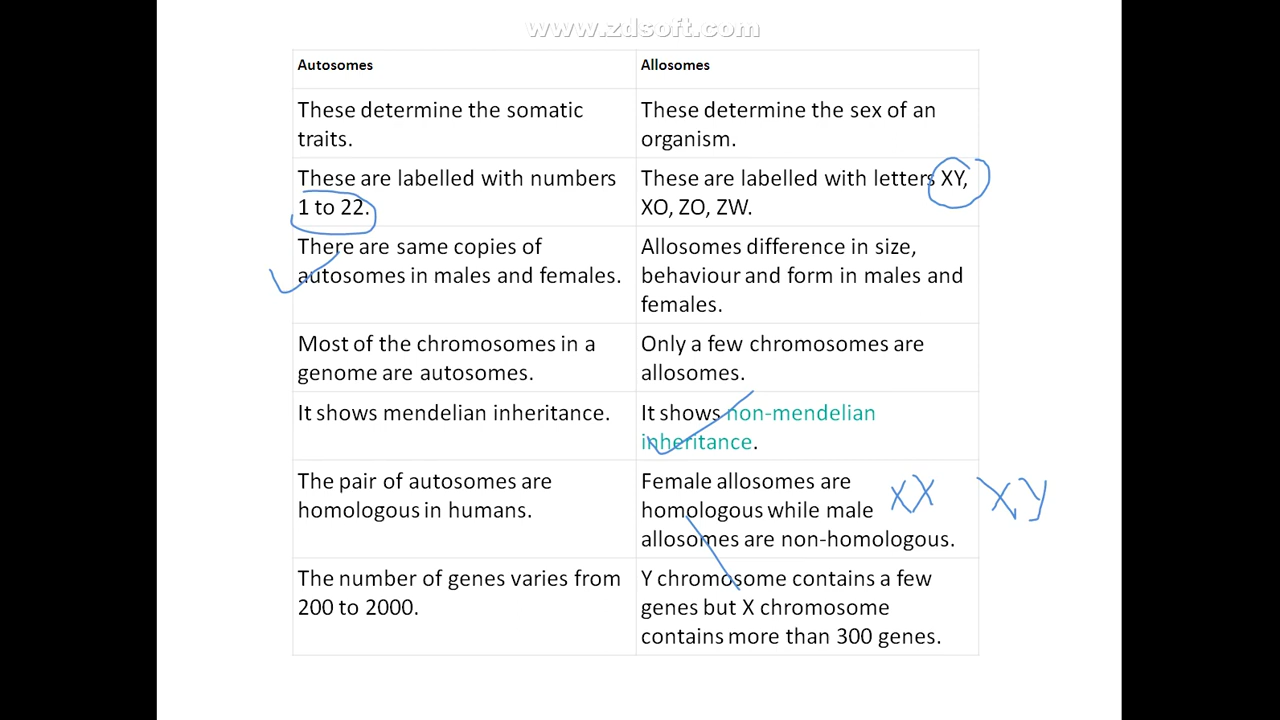 www.zdsoft.com
Autosomes
Allosomes
These determine the somatic
traits.
These determine the sex of an
organism.
These are labelled with numbers
1 to 22.
These are labelled with letters XY,
XO, ZO, ZW.
There are same copies of
autosomes in males and females.
Allosomes difference in size,
behaviour and form in males and
females.
Most of the chromosomes in a
genome are autosomes.
Only a few chromosomes are
allosomes.
It shows mendelian inheritance.
It shows non-mendelian
inheritance.
The pair of autosomes are
homologous in humans.
Female allosomes are
homologous while male
allosomes are non-homologous.
XX
XY
The number of genes varies from
200 to 2000.
Y chromosome contains a few
genes but X chromosome
contains more than 300 genes.